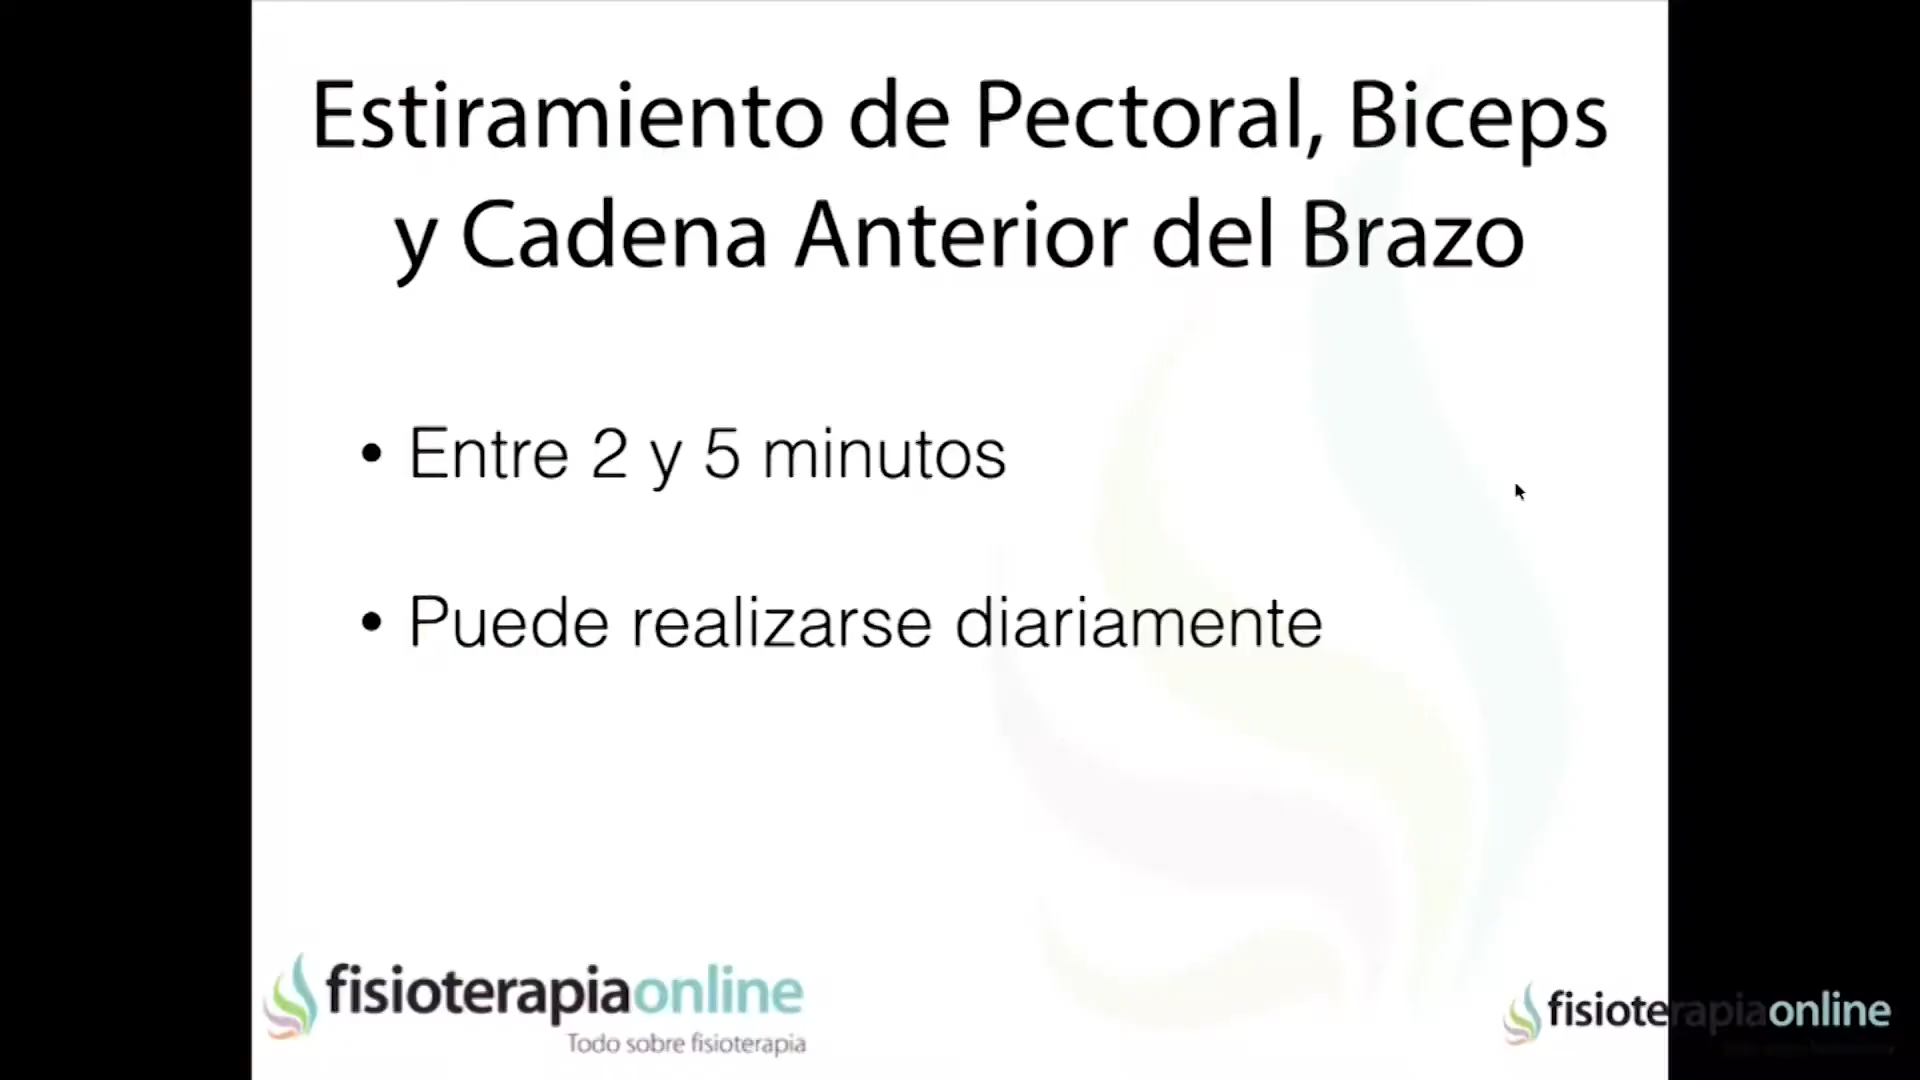 Estiramiento de Pectoral, Biceps
y Cadena Anterior del Brazo
• Entre 2 y 5 minutos
• Puede realizarse diariamente
fisioterapiaonline
Todo sobre fisioterapia
fisioterapiaonline